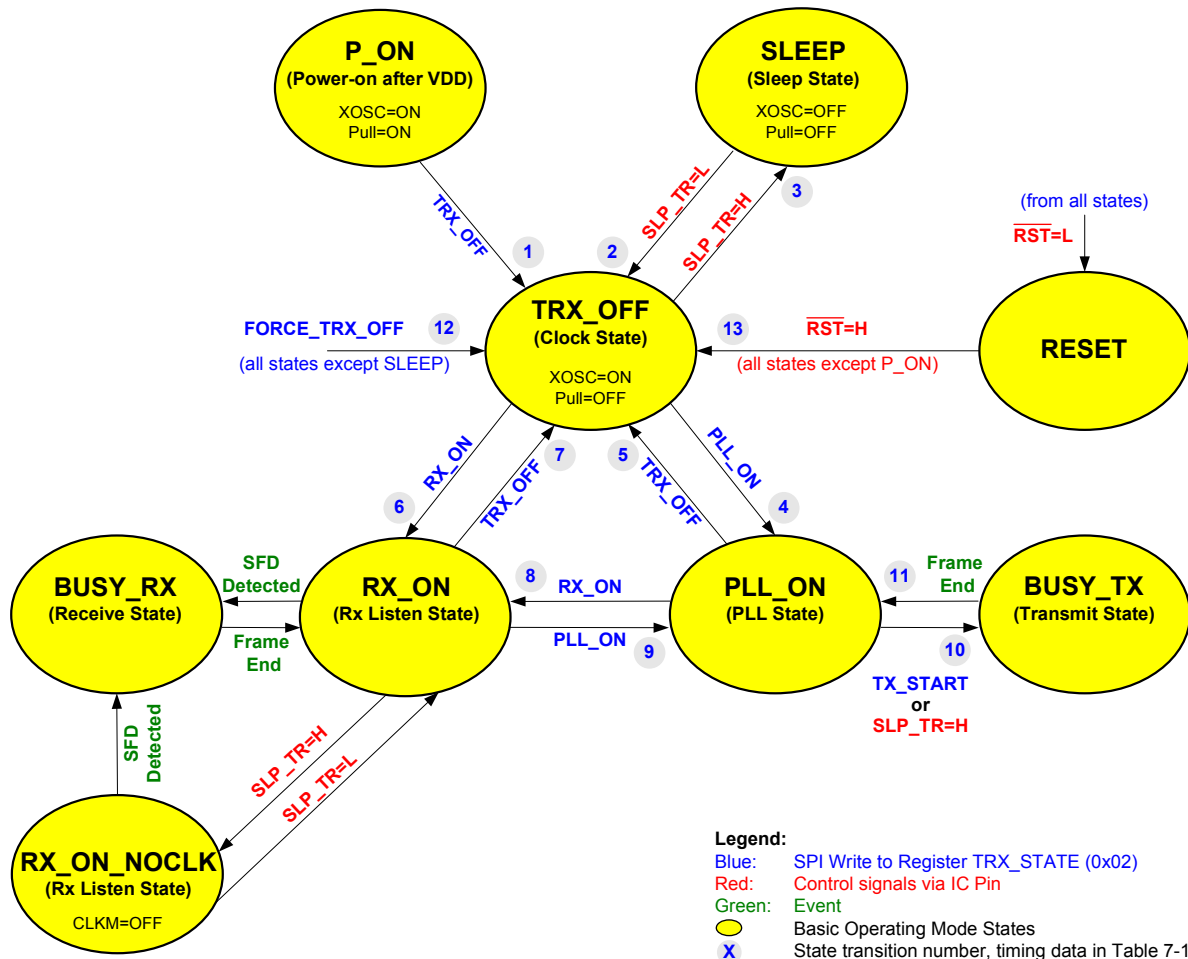 P_ON
(Power-on after VDD)
XOSC=ON
Pull=ON
SLEEP
(Sleep State)
XOSC=OFF
Pull=OFF
TRX_OFF
1
SLP_TR=L
2
SLP_TR=H
3
(from all states)
RST=L
RESET
FORCE_TRX_OFF
12
(all states except SLEEP)
TRX_OFF
(Clock State)
XOSC=ON
Pull=OFF
13
RST=H
(all states except P_ON)
RX_ON
6
TRX_OFF
7
TRX_OFF
5
PLL_ON
4
BUSY_RX
(Receive State)
SFD
Detected
Frame
End
RX_ON
(Rx Listen State)
8
RX_ON
PLL_ON
9
PLL_ON
(PLL State)
11
Frame
End
10
TX_START
or
SLP_TR=H
BUSY_TX
(Transmit State)
SFD
Detected
SLP_TR=H
SLP_TR=L
RX_ON_NOCLK
(Rx Listen State)
CLKM=OFF
Legend:
Blue: SPI Write to Register TRX_STATE (0x02)
Red: Control signals via IC Pin
Green: Event
Basic Operating Mode States
X State transition number, timing data in Table 7-1